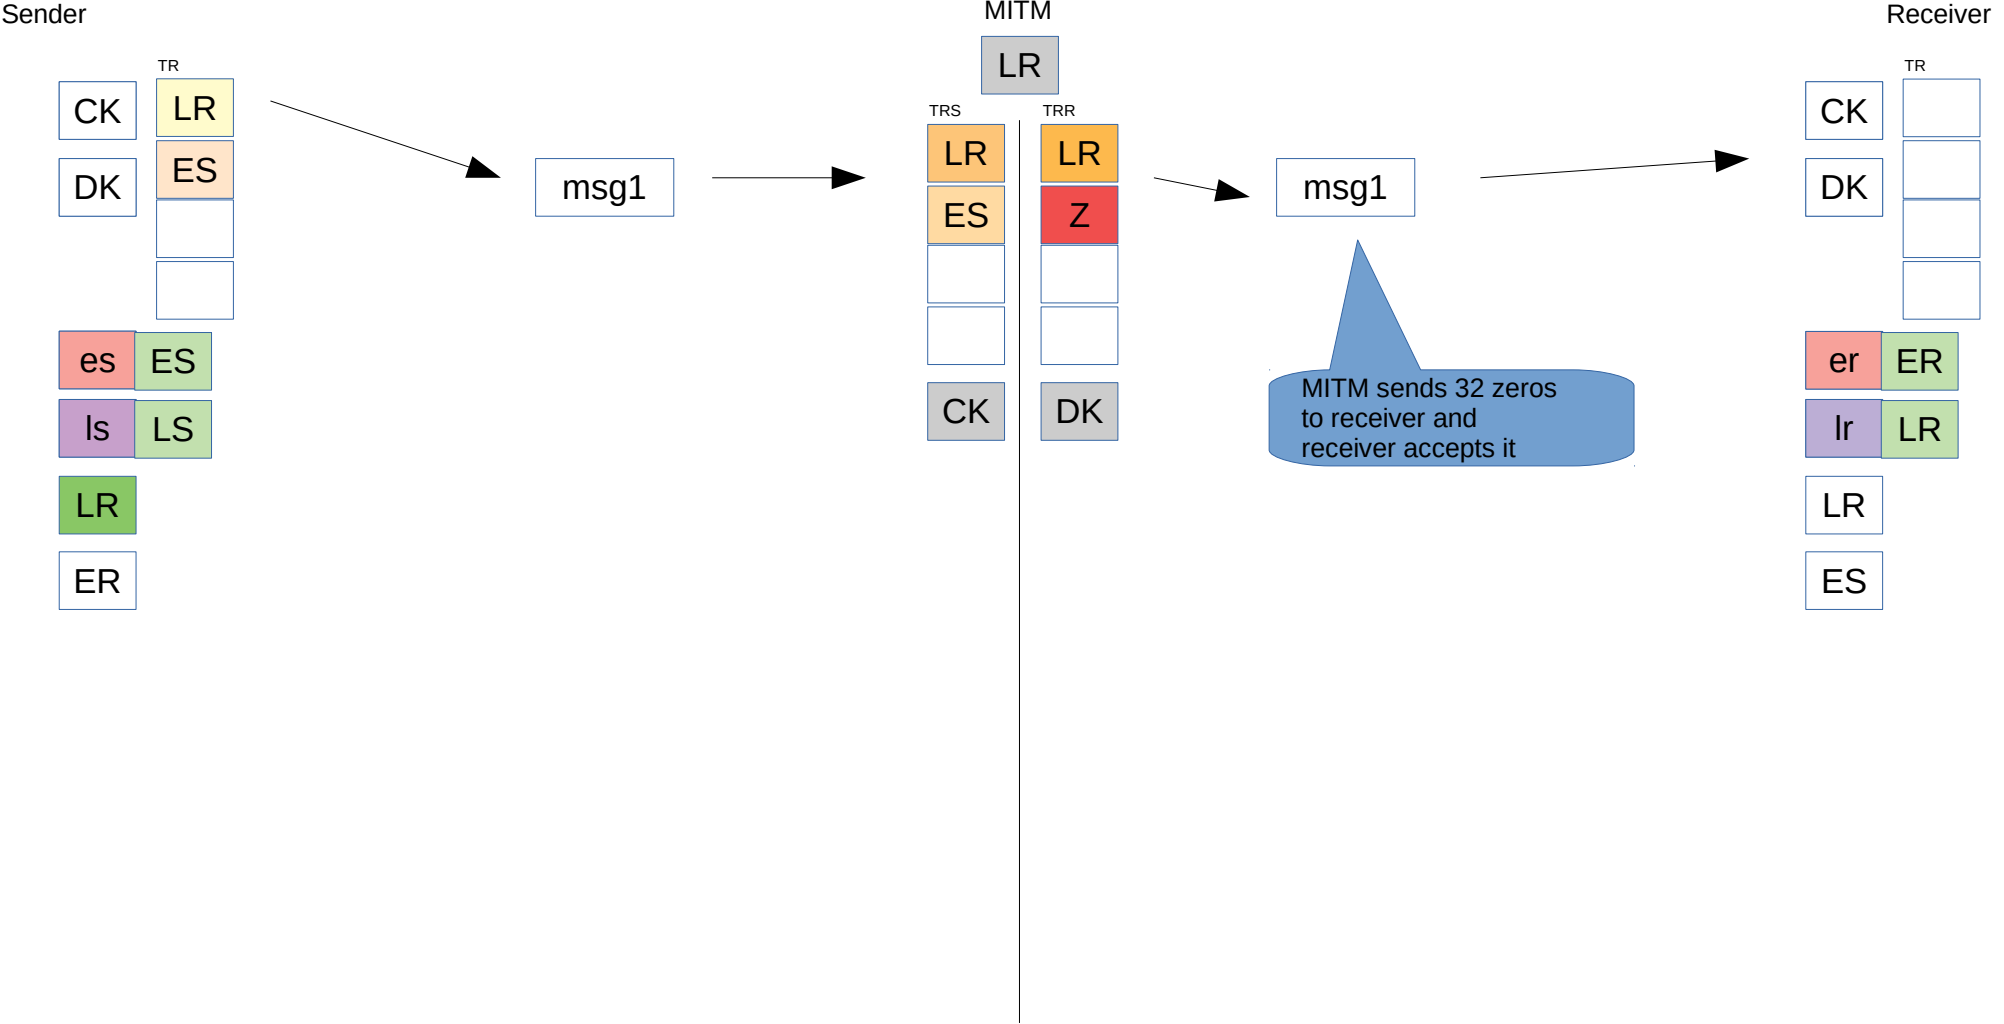 Sender
MITM
Receiver
TR
LR
CK
ES
DK
es ES
ls LS
LR
ER
msg1
LR
TRS
TRR
LR
LR
ES
Z
CK
DK
msg1
MITM sends 32 zeros
to receiver and
receiver accepts it
TR
CK
DK
er ER
lr LR
LR
ES